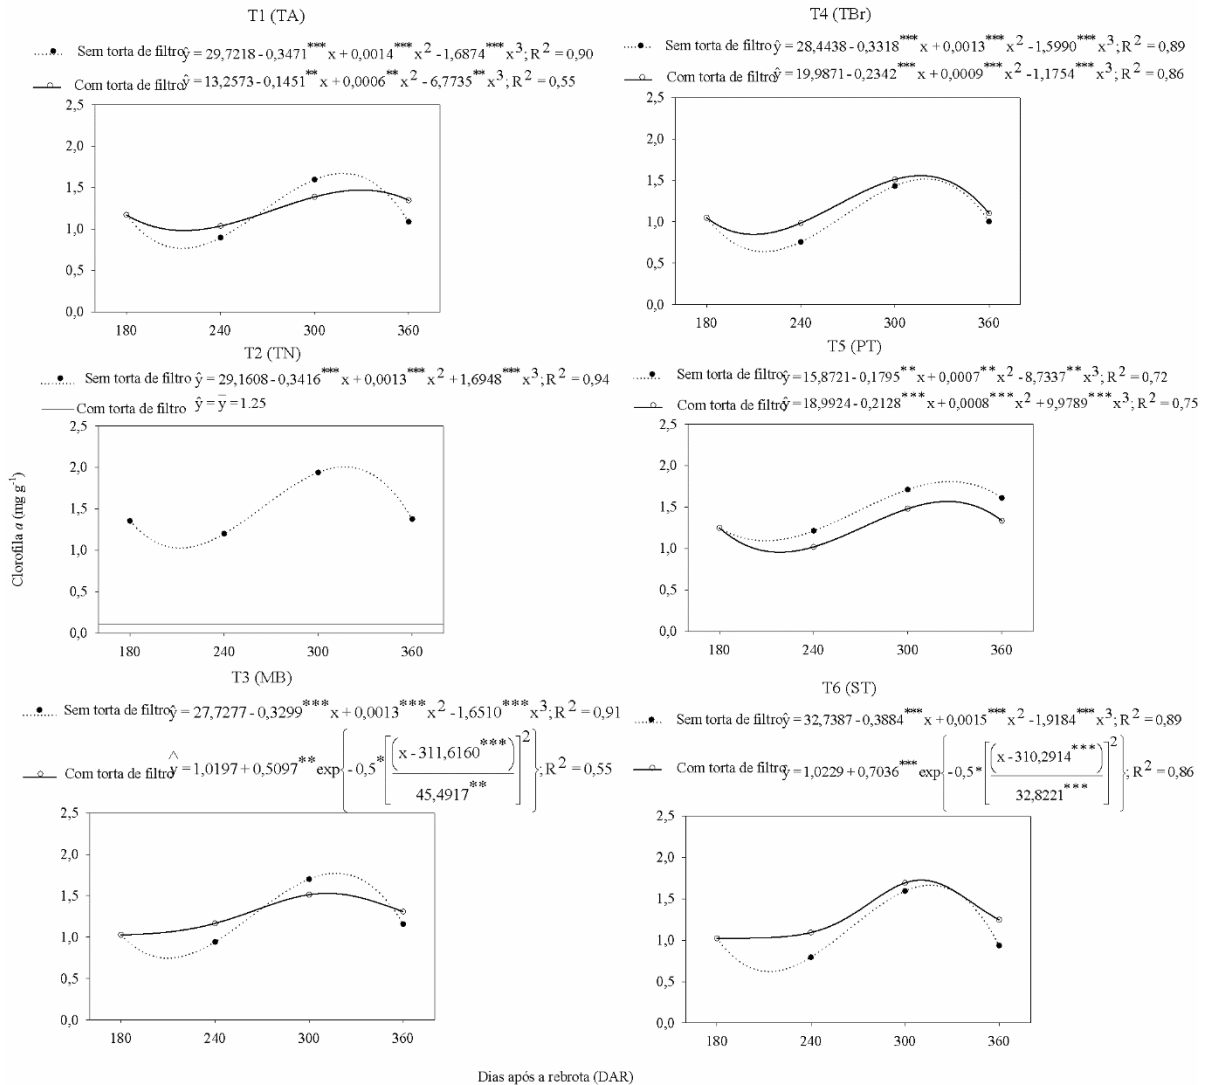 T1 (TA)
Sem torta de filtro ŷ = 29,7218 - 0,3471***x + 0,0014***x² - 1,6874***x³; R² = 0,90
Com torta de filtro ŷ = 13,2573 - 0,1451**x + 0,0006**x² - 6,7735**x³; R² = 0,55
2,5
2,0
1,5
1,0
0,5
0,0
180 240 300 360
T4 (TBr)
Sem torta de filtro ŷ = 28,4438 - 0,3318***x + 0,0013***x² - 1,5990***x³; R² = 0,89
Com torta de filtro ŷ = 19,9871 - 0,2342***x + 0,0009***x² - 1,1754***x³; R² = 0,86
2,5
2,0
1,5
1,0
0,5
0,0
180 240 300 360
T2 (TN)
Sem torta de filtro ŷ = 29,1608 - 0,3416***x + 0,0013***x² + 1,6948***x³; R² = 0,94
Com torta de filtro ŷ = y̅ = 1.25
2,5
2,0
1,5
1,0
0,5
0,0
180 240 300 360
T5 (PT)
Sem torta de filtro ŷ = 15,8721 - 0,1795**x + 0,0007**x² - 8,7337**x³; R² = 0,72
Com torta de filtro ŷ = 18,9924 - 0,2128***x + 0,0008***x² + 9,9789***x³; R² = 0,75
2,5
2,0
1,5
1,0
0,5
0,0
180 240 300 360
Clorofila a (mg g⁻¹)
T3 (MB)
Sem torta de filtro ŷ = 27,7277 - 0,3299***x + 0,0013***x² - 1,6510***x³; R² = 0,91
Com torta de filtro ŷ = 1,0197 + 0,5097**exp{-0,5*[(x - 311,6160***)/45,4917**]²}; R² = 0,55
2,5
2,0
1,5
1,0
0,5
0,0
180 240 300 360
T6 (ST)
Sem torta de filtro ŷ = 32,7387 - 0,3884***x + 0,0015***x² - 1,9184***x³; R² = 0,89
Com torta de filtro ŷ = 1,0229 + 0,7036***exp{-0,5*[(x - 310,2914***)/32,8221***]²}; R² = 0,86
2,5
2,0
1,5
1,0
0,5
0,0
180 240 300 360
Dias após a rebrota (DAR)